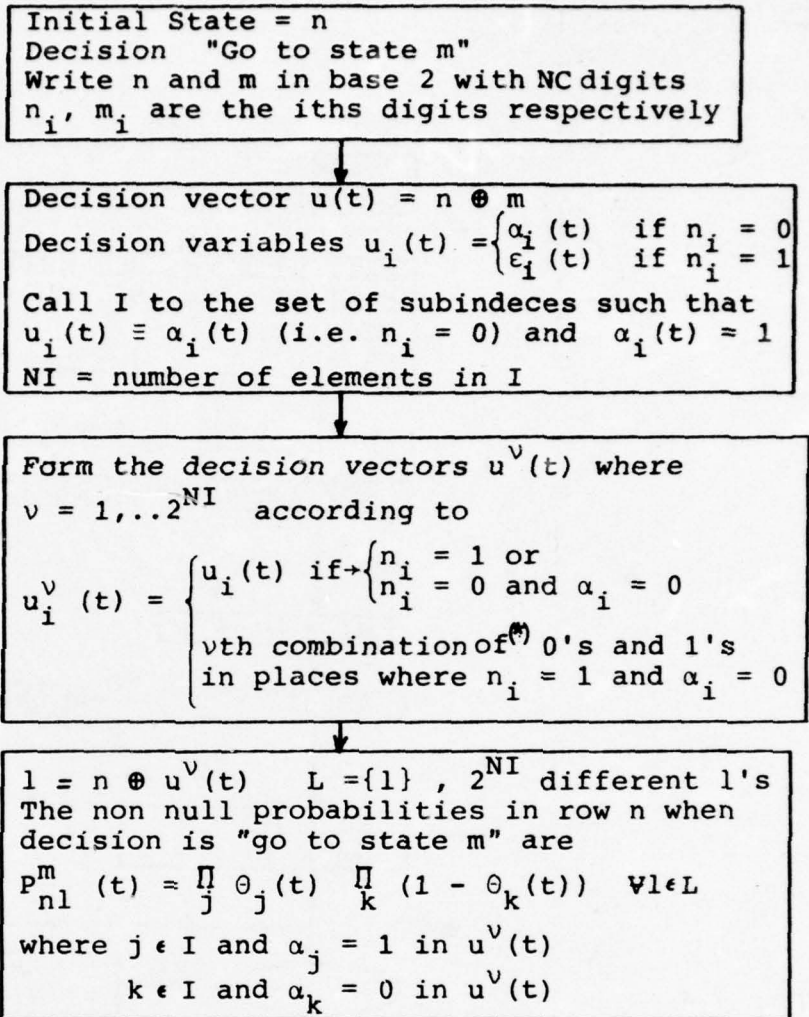 Initial State = n
Decision "Go to state m"
Write n and m in base 2 with NC digits
n_i, m_i are the iths digits respectively
Decision vector u(t) = n ⊕ m
Decision variables u_i(t) = { α_i(t) if n_i = 0
ε_i(t) if n_i = 1
Call I to the set of subindeces such that
u_i(t) ≡ α_i(t) (i.e. n_i = 0) and α_i(t) = 1
NI = number of elements in I
Form the decision vectors u^ν(t) where
ν = 1,..2^NI according to
u_i^ν (t) = { u_i(t) if→{ n_i = 1 or
n_i = 0 and α_i = 0
νth combination of (*) 0's and 1's
in places where n_i = 1 and α_i = 0
l = n ⊕ u^ν(t) L ={l} , 2^NI different l's
The non null probabilities in row n when
decision is "go to state m" are
P_nl^m (t) = ∏_j θ_j(t) ∏_k (1 - θ_k(t)) ∀l∈L
where j ∈ I and α_j = 1 in u^ν(t)
k ∈ I and α_k = 0 in u^ν(t)